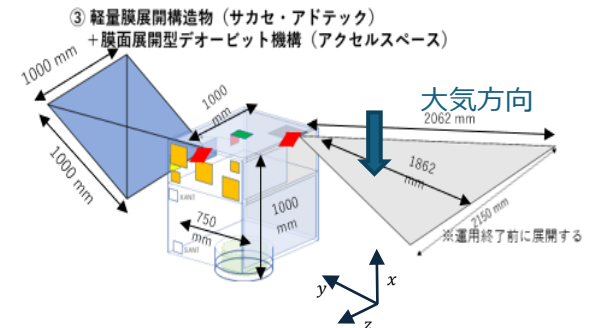 ③ 軽量膜展開構造物（サカセ・アドテック）
＋膜面展開型デオービット機構（アクセルスペース）
1000 mm
1000 mm
1000 mm
大気方向
2062 mm
1862 mm
2150 mm
※運用終了前に展開する
XANT
750 mm
1000 mm
SANT
x
y
z